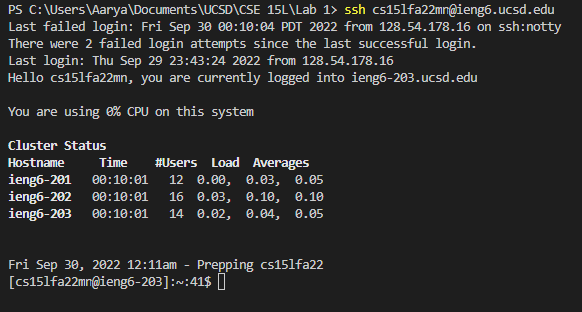 PS C:\Users\Aarya\Documents\UCSD\CSE 15L\Lab 1> ssh cs15lfa22mn@ieng6.ucsd.edu
Last failed login: Fri Sep 30 00:10:04 PDT 2022 from 128.54.178.16 on ssh:notty
There were 2 failed login attempts since the last successful login.
Last login: Thu Sep 29 23:43:24 2022 from 128.54.178.16
Hello cs15lfa22mn, you are currently logged into ieng6-203.ucsd.edu
You are using 0% CPU on this system
Cluster Status
Hostname     Time    #Users  Load  Averages
ieng6-201   00:10:01   12  0.00,  0.03,  0.05
ieng6-202   00:10:01   16  0.03,  0.10,  0.10
ieng6-203   00:10:01   14  0.02,  0.04,  0.05
Fri Sep 30, 2022 12:11am - Prepping cs15lfa22
[cs15lfa22mn@ieng6-203]:~:41$